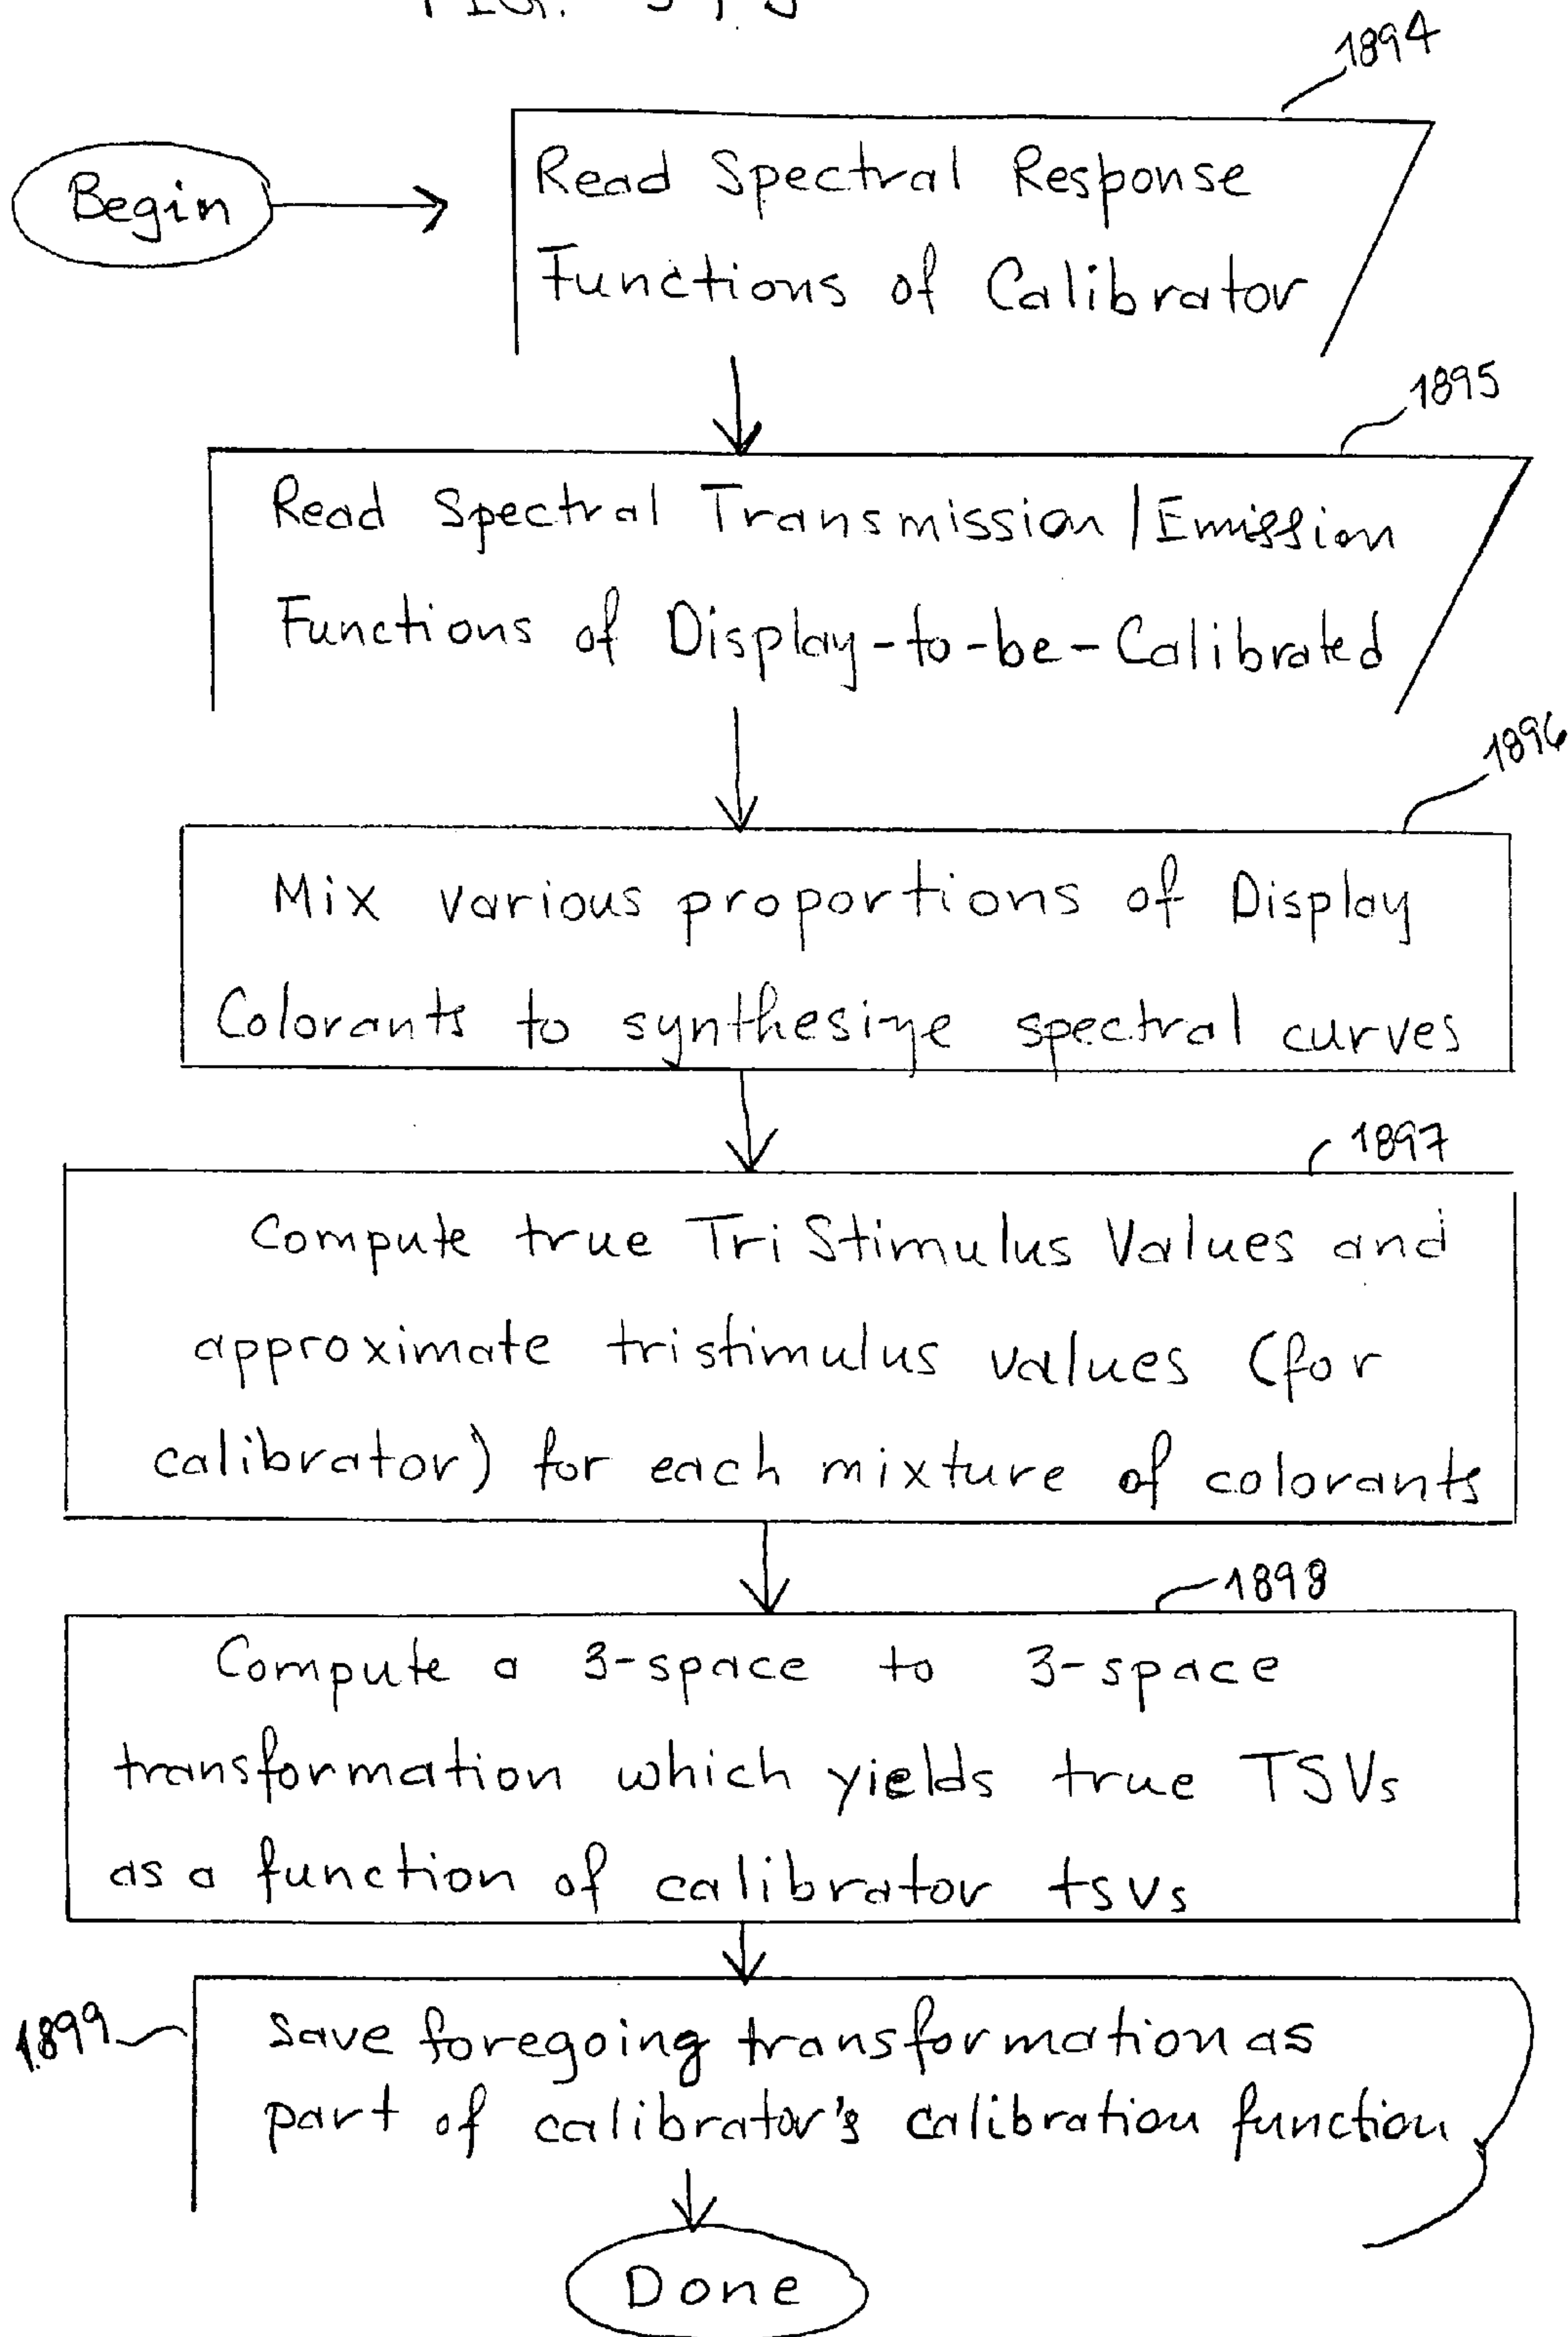 1894
Begin
Read Spectral Response
Functions of Calibrator
1895
Read Spectral Transmission/Emission
Functions of Display-to-be-Calibrated
1896
Mix various proportions of Display
Colorants to synthesize spectral curves
1897
Compute true TriStimulus Values and
approximate tristimulus values (for
calibrator) for each mixture of colorants
1898
Compute a 3-space to 3-space
transformation which yields true TSVs
as a function of calibrator tsvs
1899
Save foregoing transformation as
part of calibrator's calibration function
Done